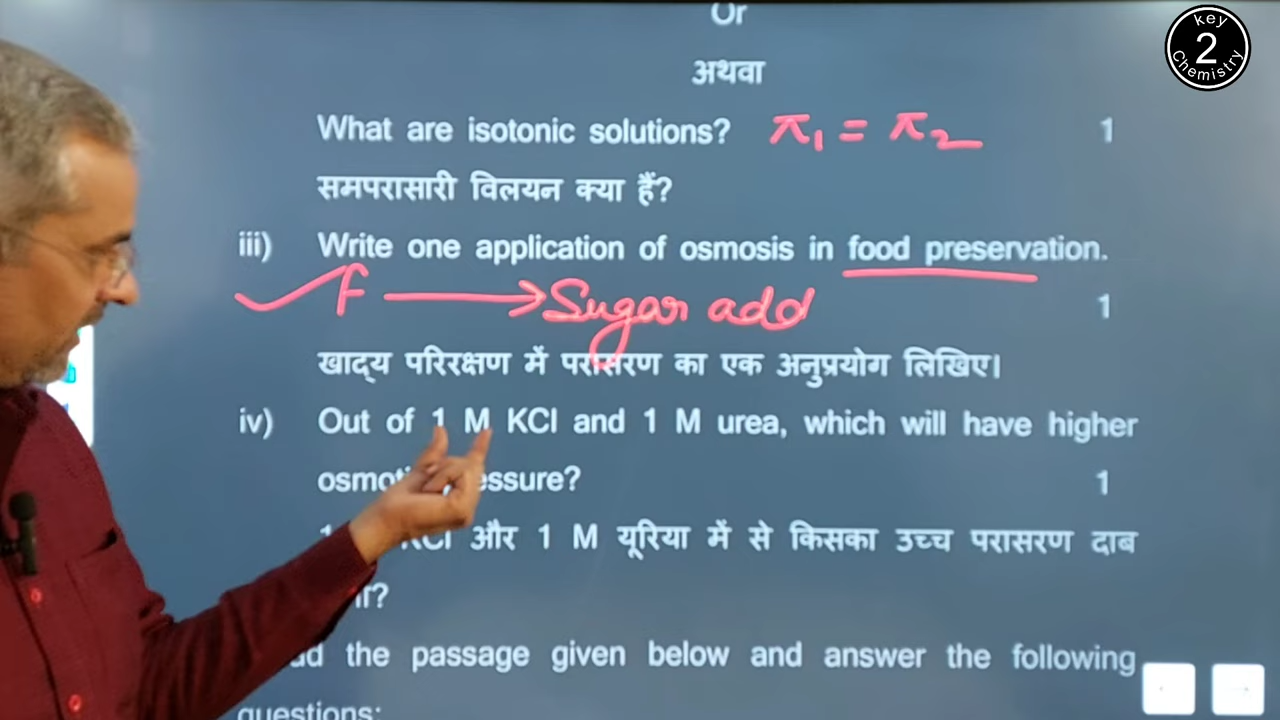 Or
key
2
Chemistry
अथवा
What are isotonic solutions? π₁ = π₂ 1
समपरासारी विलयन क्या हैं?
iii) Write one application of osmosis in food preservation.
F → Sugar add 1
खाद्य परिरक्षण में परासरण का एक अनुप्रयोग लिखिए।
iv) Out of 1 M KCl and 1 M urea, which will have higher
1
KCl और 1 M यूरिया में से किसका उच्च परासरण दाब
the passage given below and answer the following
questions: